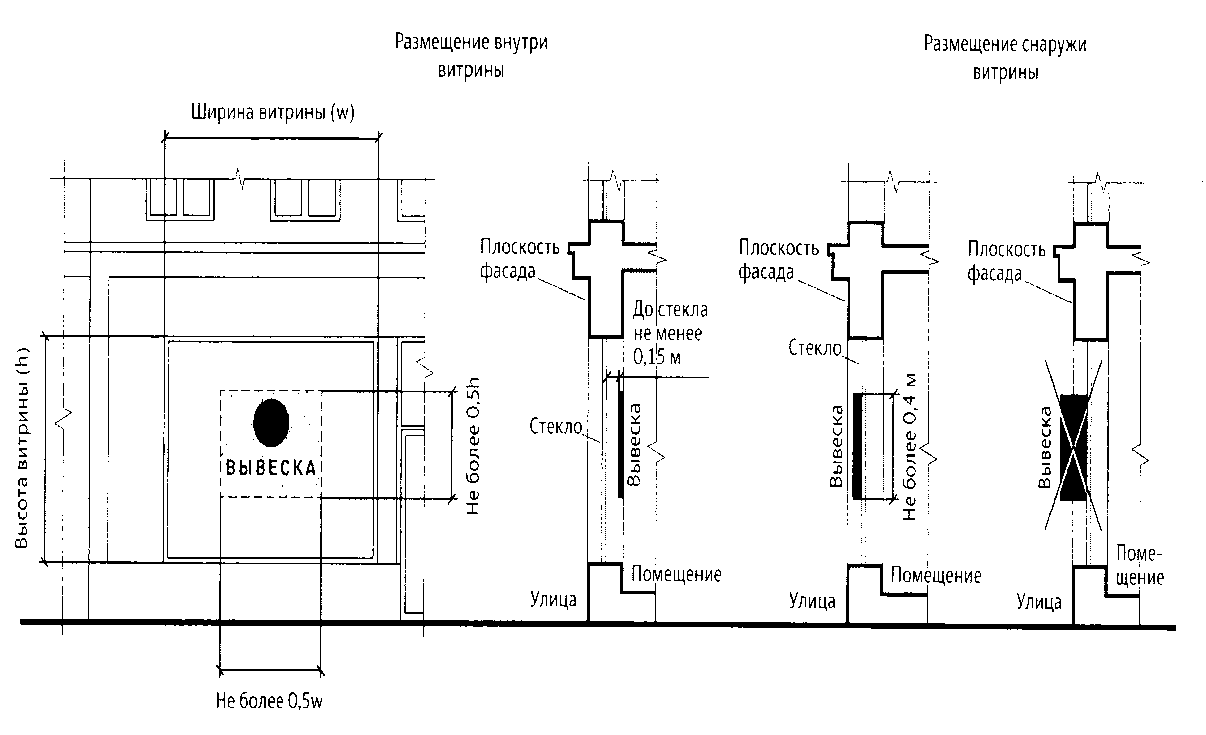 Размещение внутри
витрины
Размещение снаружи
витрины
Ширина витрины (w)
Плоскость
фасада
Плоскость
фасада
Плоскость
фасада
До стекла
не менее
0,15 м
Стекло
Высота витрины (h)
ВЫВЕСКА
Не более 0,5h
Стекло
Вывеска
Вывеска
Не более 0,4 м
Вывеска
Помещение
Помещение
Поме-
щение
Улица
Улица
Улица
Не более 0,5w